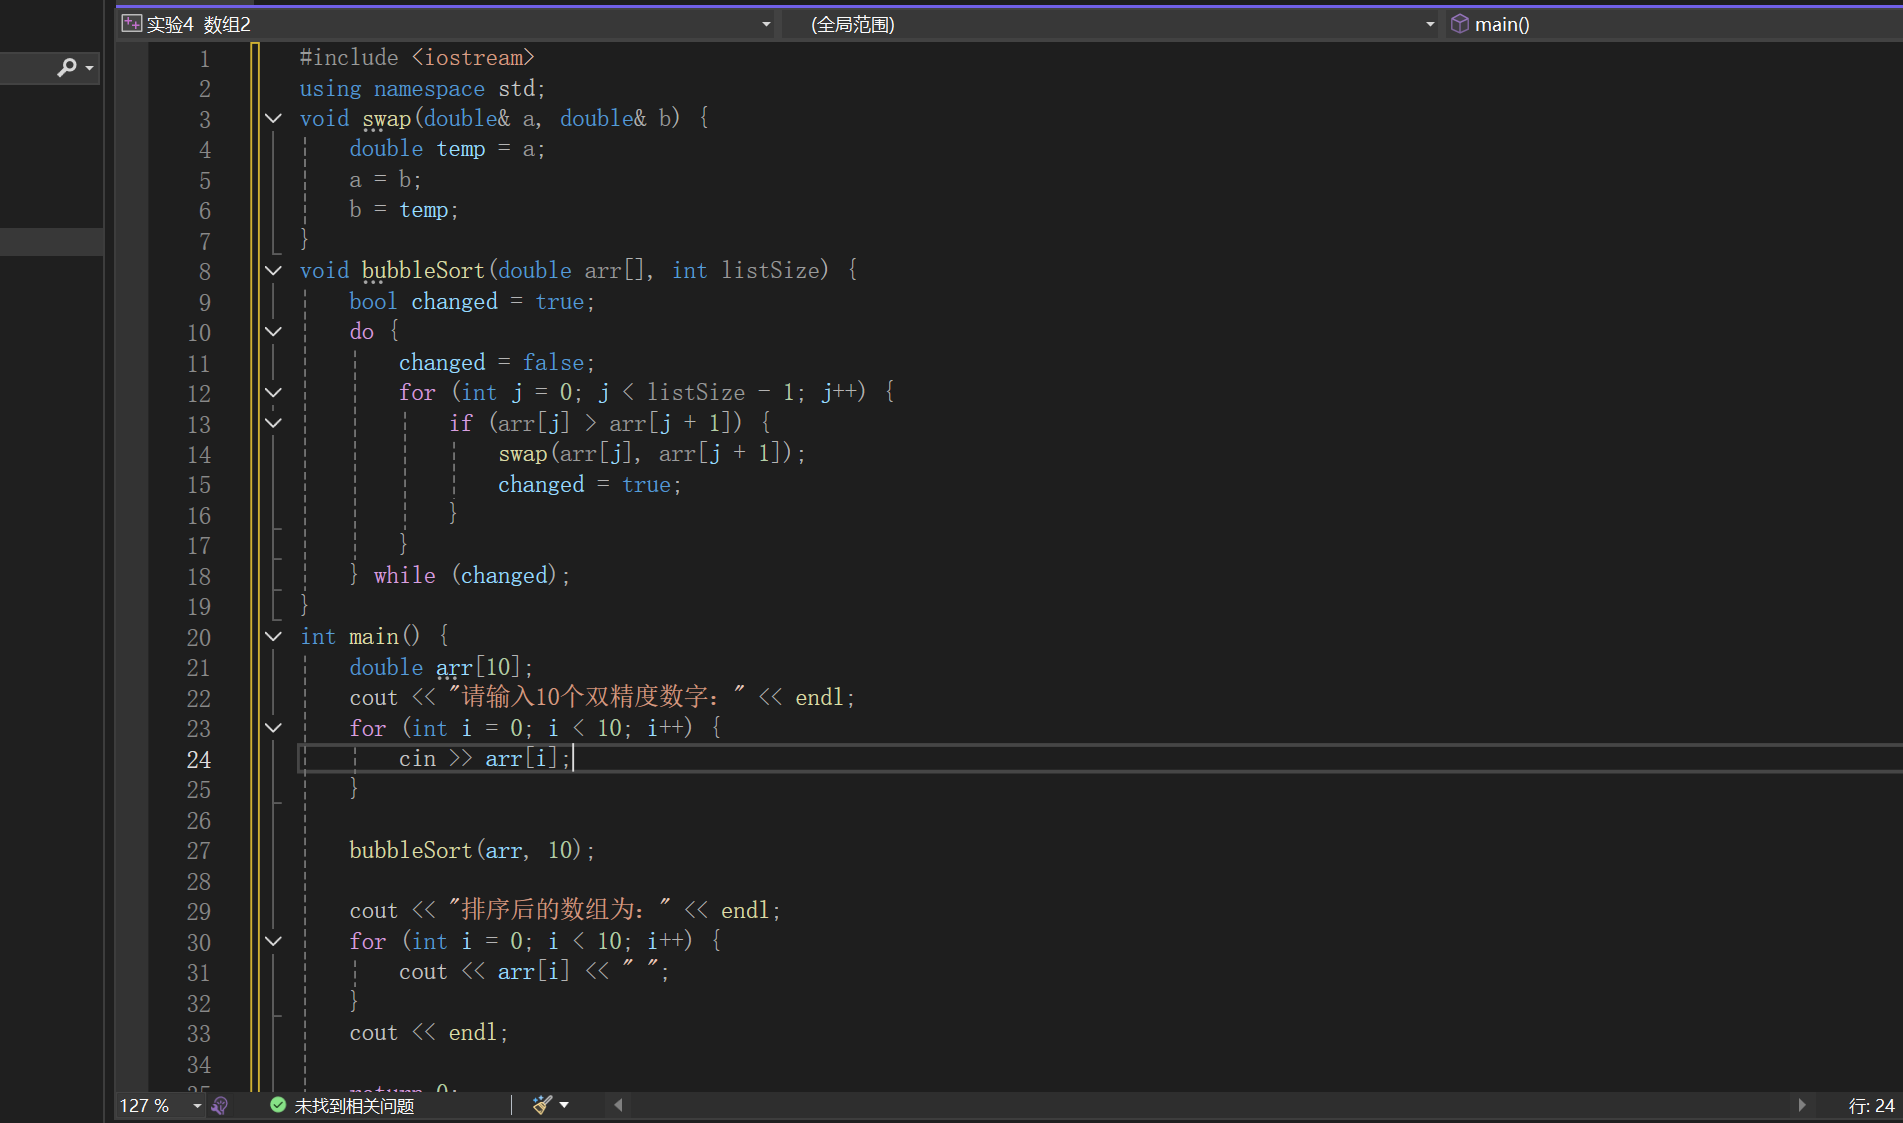 实验4 数组2 (全局范围) main()
1 #include <iostream>
2 using namespace std;
3 void swap(double& a, double& b) {
4 double temp = a;
5 a = b;
6 b = temp;
7 }
8 void bubbleSort(double arr[], int listSize) {
9 bool changed = true;
10 do {
11 changed = false;
12 for (int j = 0; j < listSize - 1; j++) {
13 if (arr[j] > arr[j + 1]) {
14 swap(arr[j], arr[j + 1]);
15 changed = true;
16 }
17 }
18 } while (changed);
19 }
20 int main() {
21 double arr[10];
22 cout << "请输入10个双精度数字：" << endl;
23 for (int i = 0; i < 10; i++) {
24 cin >> arr[i];
25 }
26
27 bubbleSort(arr, 10);
28
29 cout << "排序后的数组为：" << endl;
30 for (int i = 0; i < 10; i++) {
31 cout << arr[i] << " ";
32 }
33 cout << endl;
34
35 return 0;
127 % 未找到相关问题 行: 24